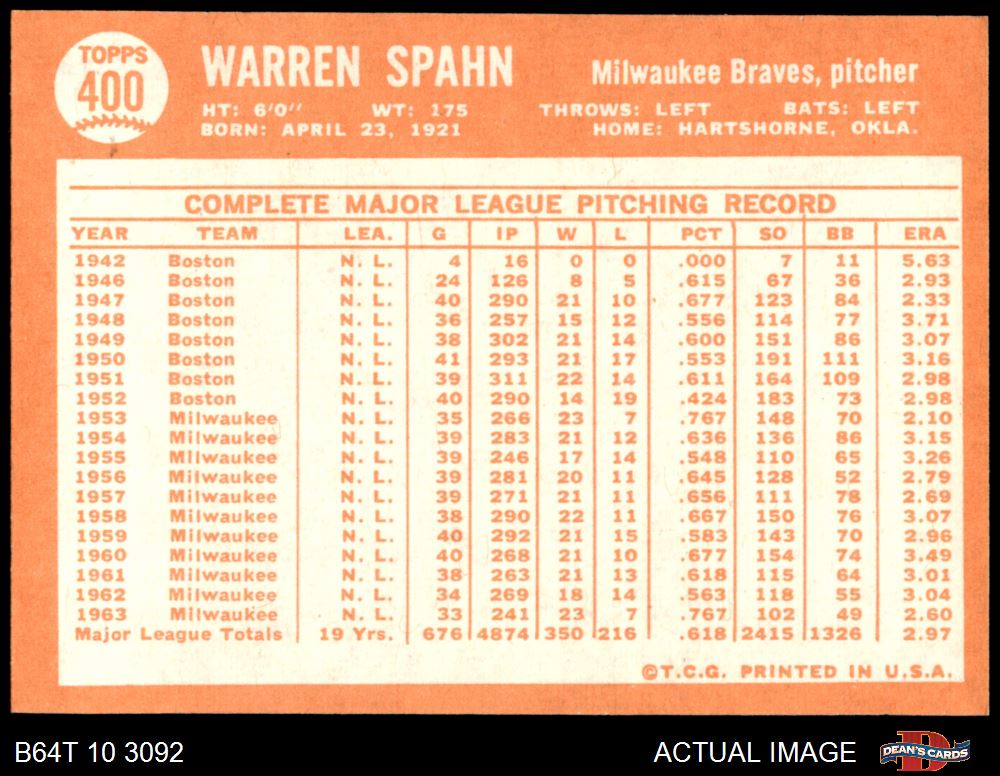 TOPPS
400
WARREN SPAHN
Milwaukee Braves, pitcher
HT: 6'0" WT: 175 THROWS: LEFT BATS: LEFT
BORN: APRIL 23, 1921 HOME: HARTSHORNE, OKLA.
COMPLETE MAJOR LEAGUE PITCHING RECORD
YEAR TEAM LEA. G IP W L PCT SO BB ERA
1942 Boston N. L. 4 16 0 0 .000 7 11 5.63
1946 Boston N. L. 24 126 8 5 .615 67 36 2.93
1947 Boston N. L. 40 290 21 10 .677 123 84 2.33
1948 Boston N. L. 36 257 15 12 .556 114 77 3.71
1949 Boston N. L. 38 302 21 14 .600 151 86 3.07
1950 Boston N. L. 41 293 21 17 .553 191 111 3.16
1951 Boston N. L. 39 311 22 14 .611 164 109 2.98
1952 Boston N. L. 40 290 14 19 .424 183 73 2.98
1953 Milwaukee N. L. 35 266 23 7 .767 148 70 2.10
1954 Milwaukee N. L. 39 283 21 12 .636 136 86 3.15
1955 Milwaukee N. L. 39 246 17 14 .548 110 65 3.26
1956 Milwaukee N. L. 39 281 20 11 .645 128 52 2.79
1957 Milwaukee N. L. 39 271 21 11 .656 111 78 2.69
1958 Milwaukee N. L. 38 290 22 11 .667 150 76 3.07
1959 Milwaukee N. L. 40 292 21 15 .583 143 70 2.96
1960 Milwaukee N. L. 40 268 21 10 .677 154 74 3.49
1961 Milwaukee N. L. 38 263 21 13 .618 115 64 3.01
1962 Milwaukee N. L. 34 269 18 14 .563 118 55 3.04
1963 Milwaukee N. L. 33 241 23 7 .767 102 49 2.60
Major League Totals 19 Yrs. 676 4874 350 216 .618 2415 1326 2.97
©T.C.G. PRINTED IN U.S.A.
B64T 10 3092 ACTUAL IMAGE DEAN'S CARDS